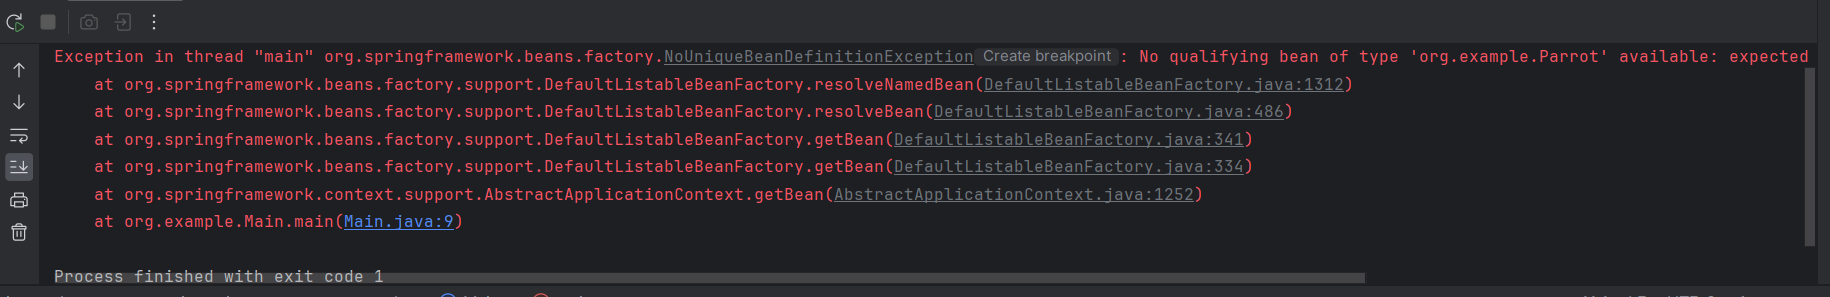 Exception in thread "main" org.springframework.beans.factory.NoUniqueBeanDefinitionException Create breakpoint : No qualifying bean of type 'org.example.Parrot' available: expected
at org.springframework.beans.factory.support.DefaultListableBeanFactory.resolveNamedBean(DefaultListableBeanFactory.java:1312)
at org.springframework.beans.factory.support.DefaultListableBeanFactory.resolveBean(DefaultListableBeanFactory.java:486)
at org.springframework.beans.factory.support.DefaultListableBeanFactory.getBean(DefaultListableBeanFactory.java:341)
at org.springframework.beans.factory.support.DefaultListableBeanFactory.getBean(DefaultListableBeanFactory.java:334)
at org.springframework.context.support.AbstractApplicationContext.getBean(AbstractApplicationContext.java:1252)
at org.example.Main.main(Main.java:9)
Process finished with exit code 1